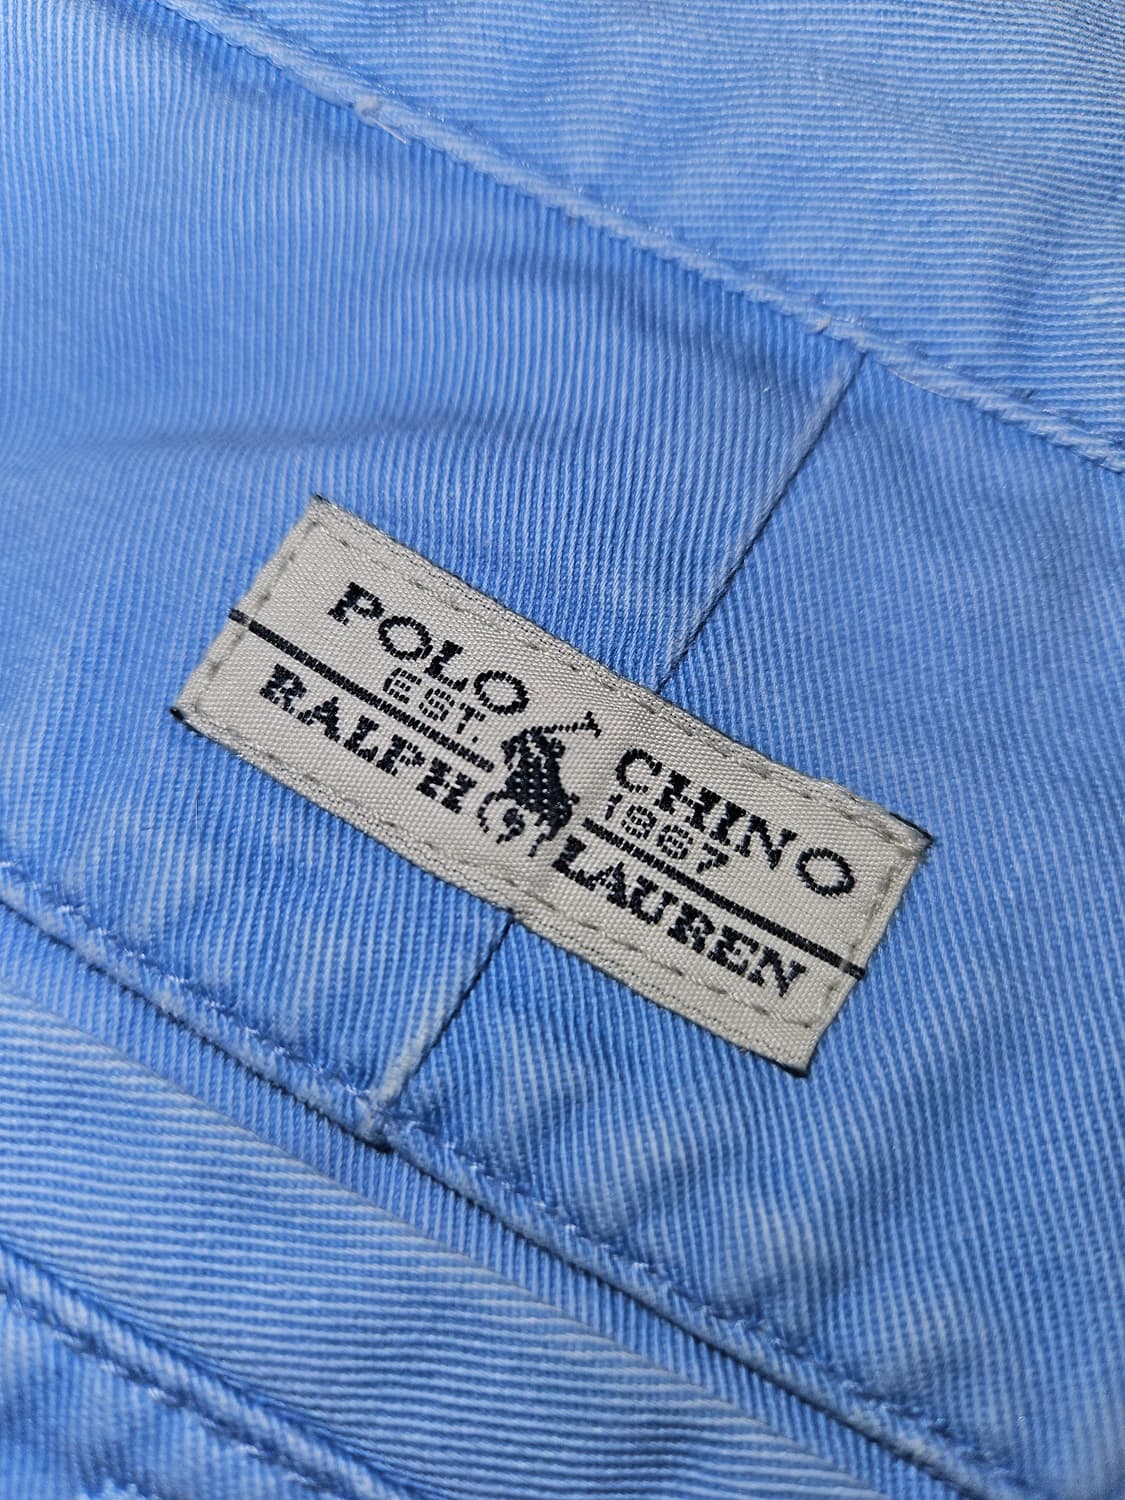 POLO CHINO
EST. 1967
RALPH LAUREN